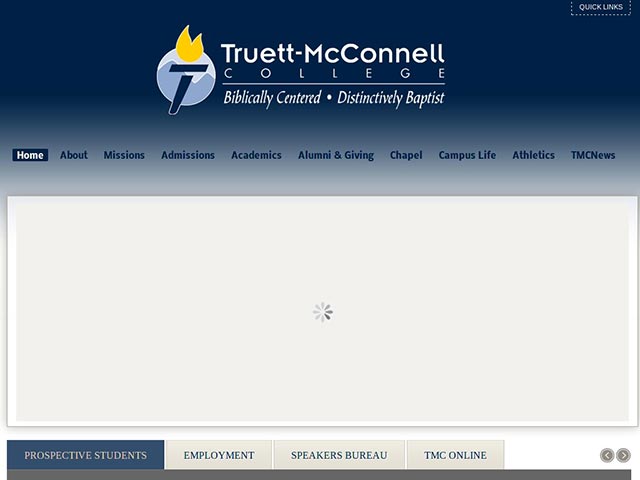 QUICK LINKS
Truett-McConnell
COLLEGE
Biblically Centered • Distinctively Baptist
Home About Missions Admissions Academics Alumni & Giving Chapel Campus Life Athletics TMCNews
PROSPECTIVE STUDENTS EMPLOYMENT SPEAKERS BUREAU TMC ONLINE